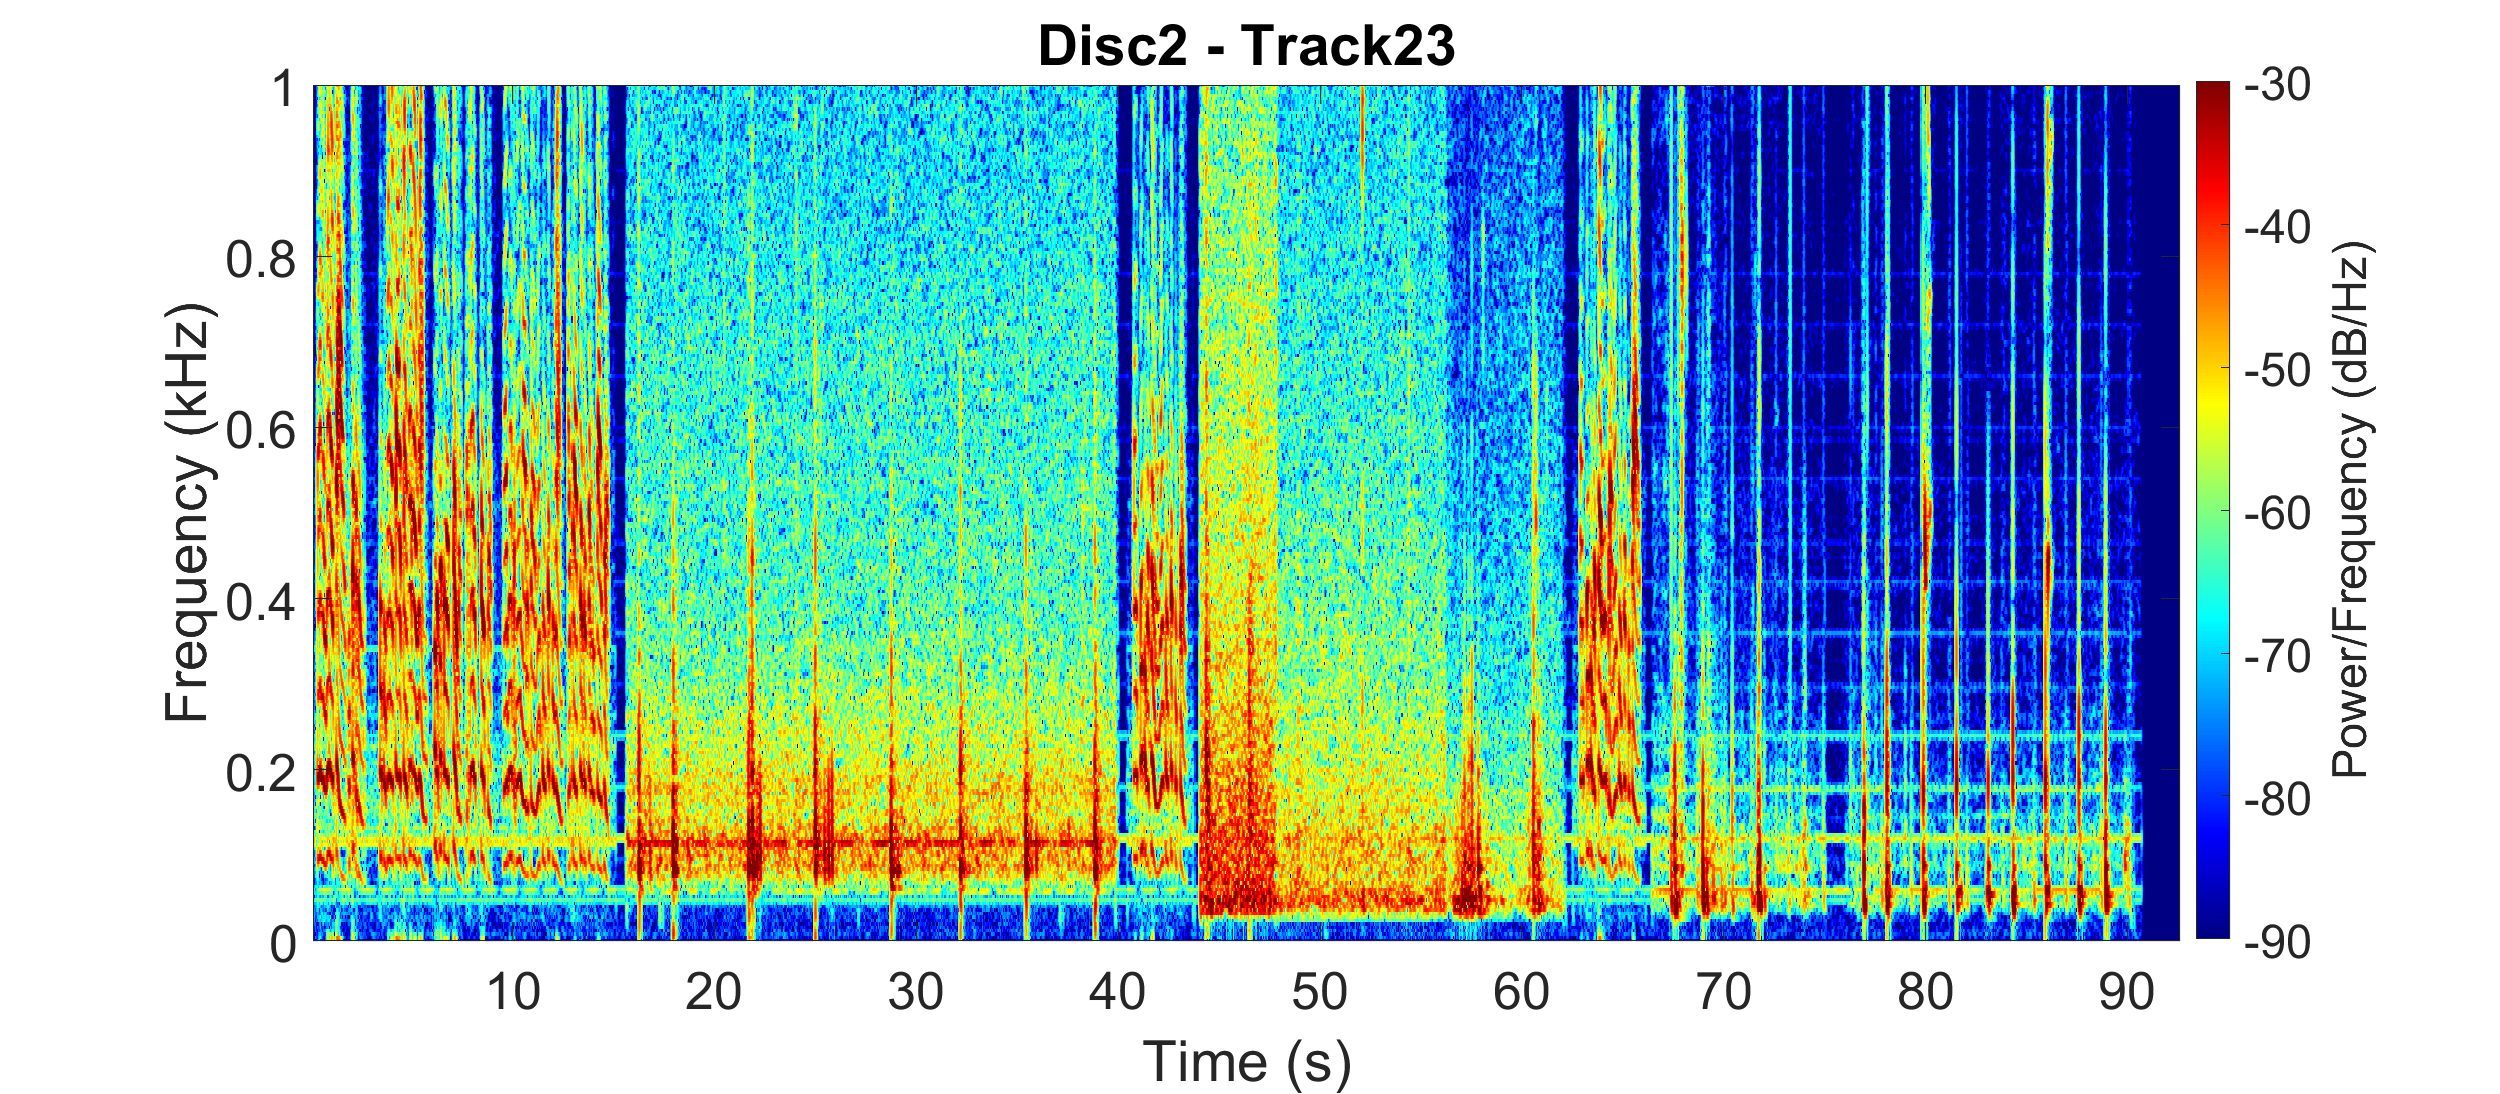 Disc2 - Track23
Frequency (kHz)
1
0.8
0.6
0.4
0.2
0
10 20 30 40 50 60 70 80 90
Time (s)
-30
-40
-50
-60
-70
-80
-90
Power/Frequency (dB/Hz)